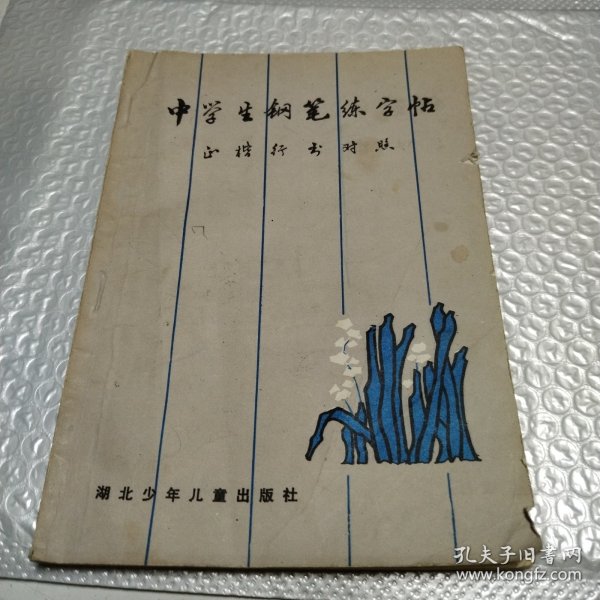 中学生钢笔练字帖
正楷行书对照
湖北少年儿童出版社
孔夫子旧书网
www.kongfz.com